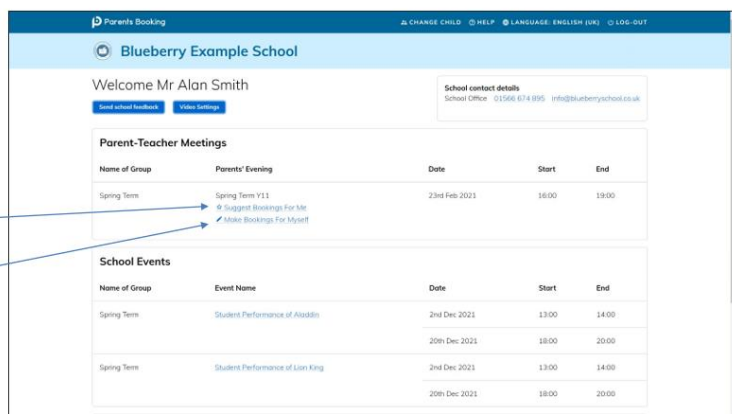 Parents Booking
CHANGE CHILD HELP LANGUAGE: ENGLISH (UK) LOG-OUT
Blueberry Example School
Welcome Mr Alan Smith
Send school feedback Video Settings
School contact details
School Office 01566 674 895 info@blueberryschool.co.uk
Parent-Teacher Meetings
Name of Group Parents' Evening Date Start End
Spring Term Spring Term Y11 23rd Feb 2021 16:00 19:00
Suggest Bookings For Me
Make Bookings For Myself
School Events
Name of Group Event Name Date Start End
Spring Term Student Performance of Aladdin 2nd Dec 2021 13:00 14:00
20th Dec 2021 18:00 20:00
Spring Term Student Performance of Lion King 2nd Dec 2021 13:00 14:00
20th Dec 2021 18:00 20:00